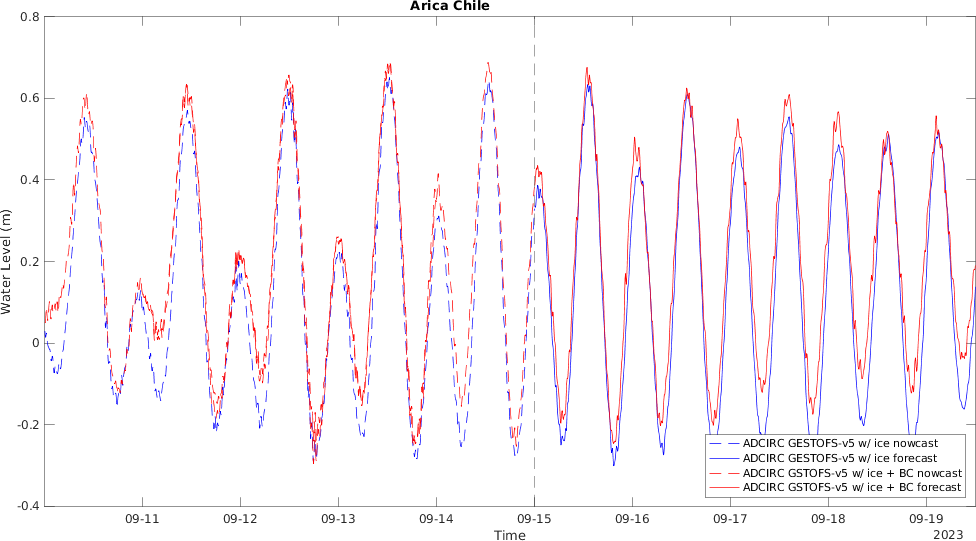 Arica Chile
0.8
0.6
0.4
0.2
0
-0.2
-0.4
Water Level (m)
ADCIRC GESTOFS-v5 w/ ice nowcast
ADCIRC GESTOFS-v5 w/ ice forecast
ADCIRC GSTOFS-v5 w/ ice + BC nowcast
ADCIRC GSTOFS-v5 w/ ice + BC forecast
09-11 09-12 09-13 09-14 09-15 09-16 09-17 09-18 09-19
Time
2023